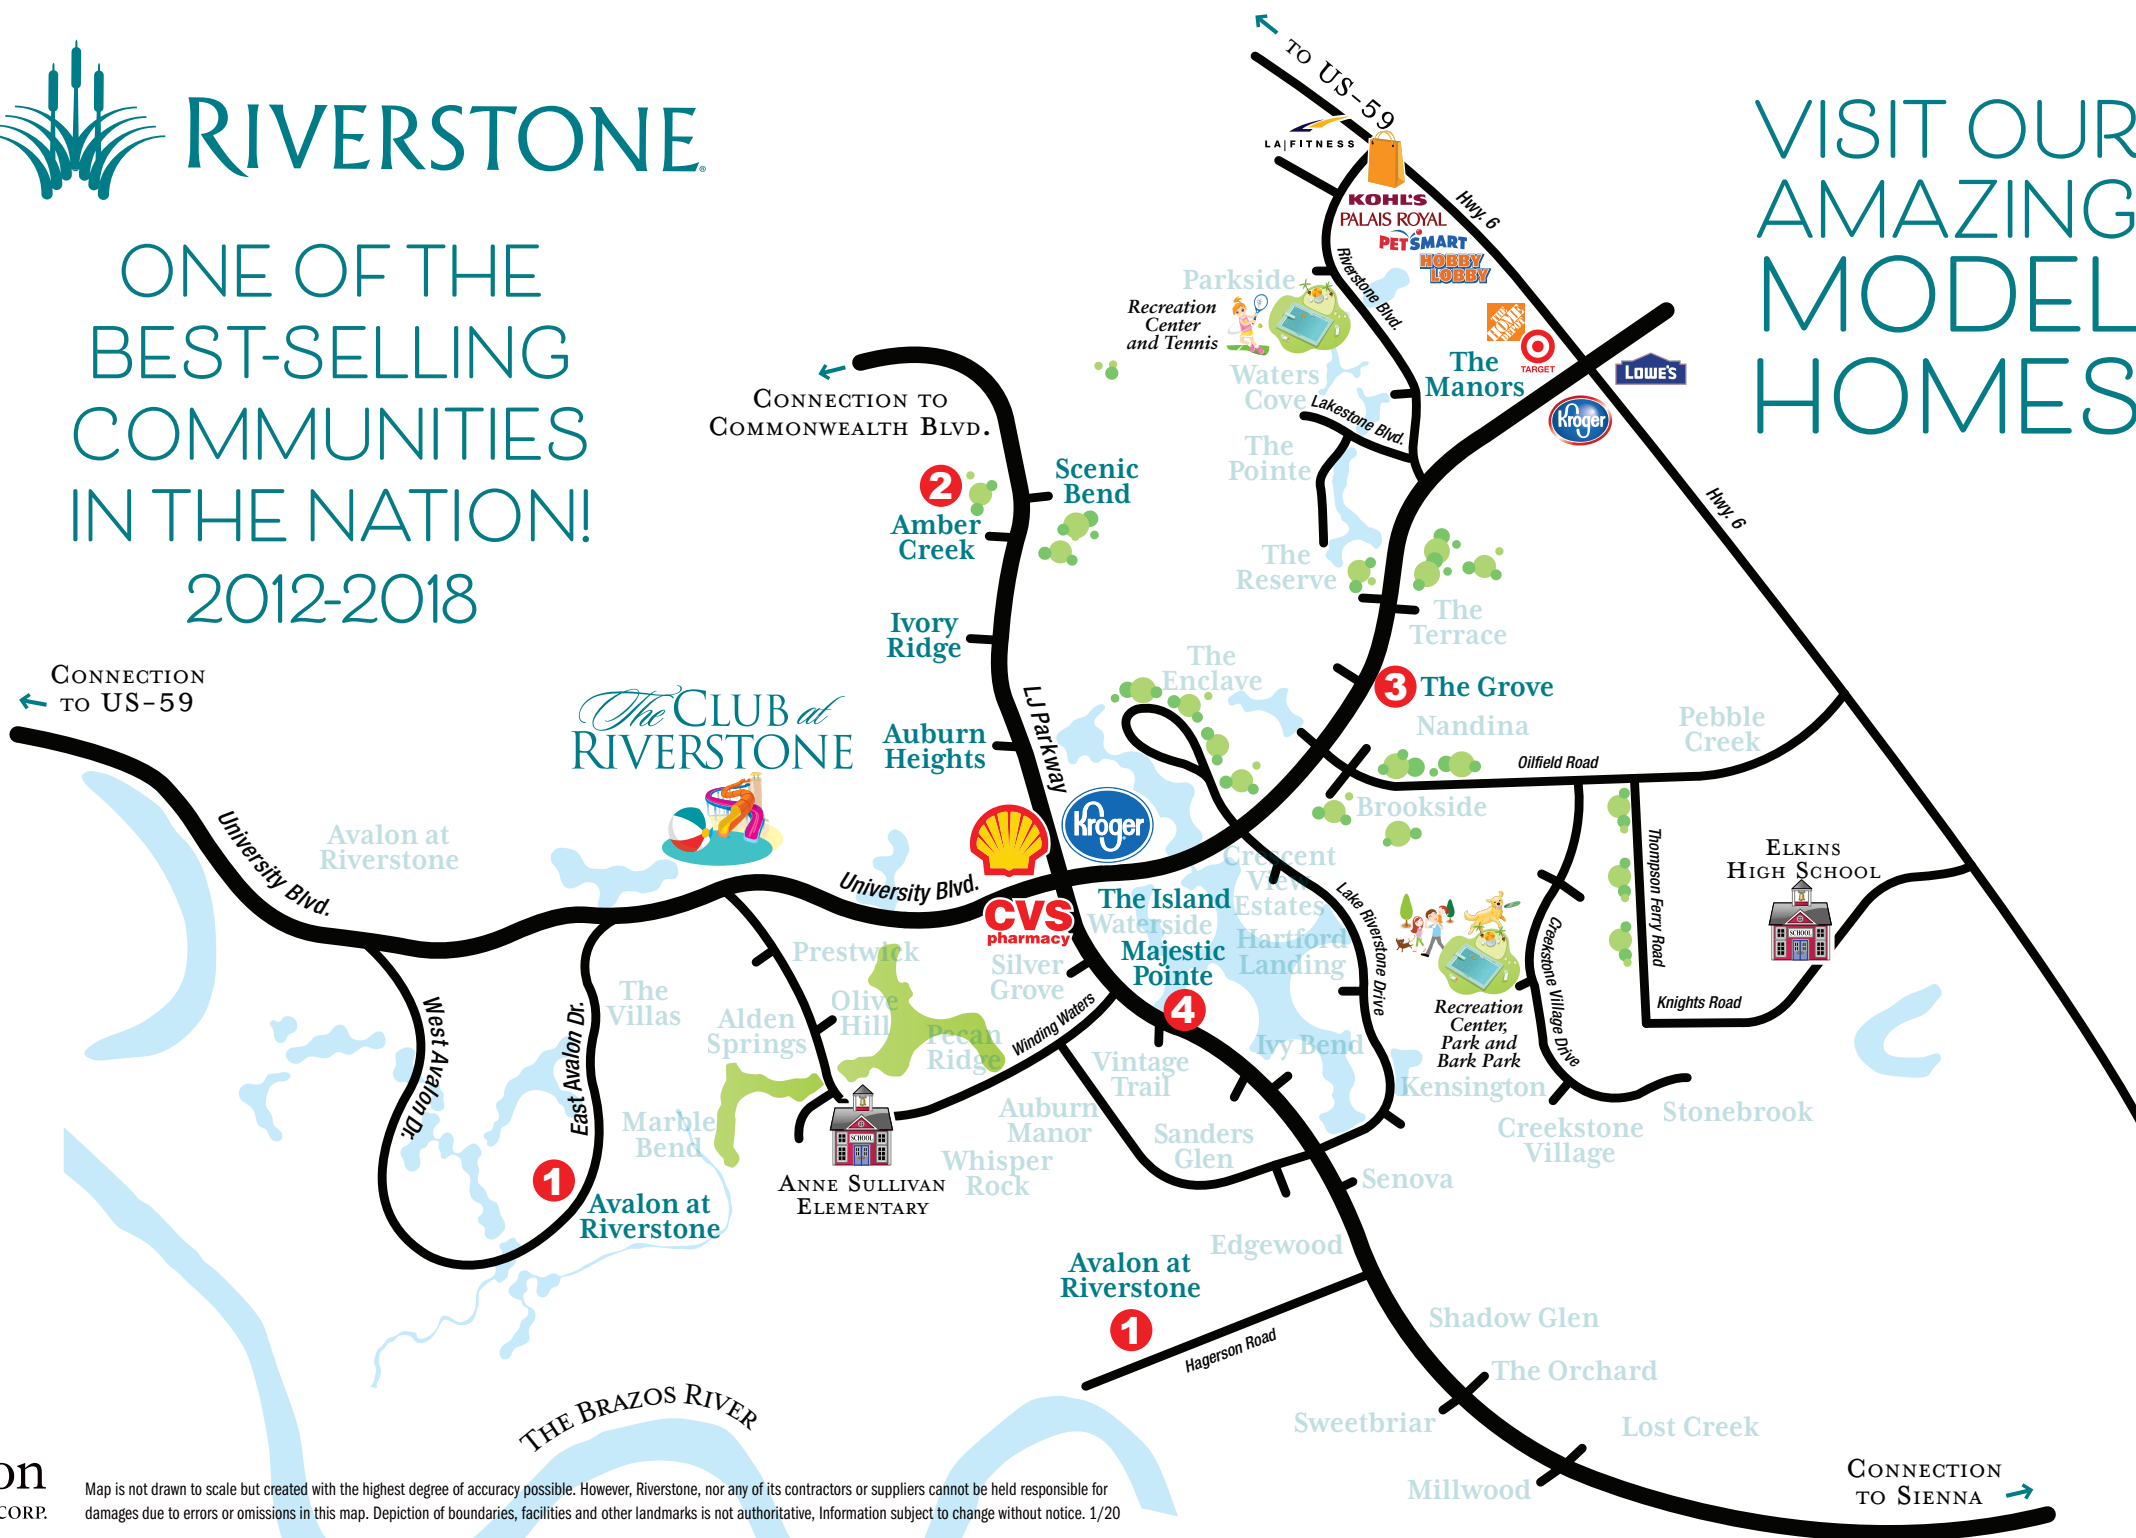 RIVERSTONE®
ONE OF THE
BEST-SELLING
COMMUNITIES
IN THE NATION!
2012-2018
VISIT OUR
AMAZING
MODEL
HOMES
TO US-59
LA|FITNESS
KOHL'S
PALAIS ROYAL
PETSMART
HOBBY
LOBBY
Hwy. 6
Riverstone Blvd.
Parkside
Recreation
Center
and Tennis
THE
HOME
DEPOT
TARGET
The
Manors
LOWE'S
Kroger
Waters
Cove
Lakestone Blvd.
The
Pointe
Hwy. 6
CONNECTION TO
COMMONWEALTH BLVD.
2
Scenic
Bend
Amber
Creek
The
Reserve
The
Terrace
Ivory
Ridge
The
Enclave
3 The Grove
Nandina
Pebble
Creek
Oilfield Road
CONNECTION
TO US-59
The CLUB at
RIVERSTONE
Auburn
Heights
LJ Parkway
Kroger
Brookside
University Blvd.
Avalon at
Riverstone
University Blvd.
CVS
pharmacy
The Island
Waterside
Majestic
Pointe
4
Crescent
View
Estates
Hartford
Landing
Lake Riverstone Drive
Thompson Ferry Road
ELKINS
HIGH SCHOOL
SCHOOL
Creekstone Village Drive
Knights Road
Recreation
Center,
Park and
Bark Park
Prestwick
Silver
Grove
Olive
Hill
Pecan
Ridge
Winding Waters
The
Villas
Alden
Springs
West Avalon Dr.
East Avalon Dr.
Vintage
Trail
Ivy Bend
Kensington
Stonebrook
Creekstone
Village
Marble
Bend
Auburn
Manor
Sanders
Glen
Whisper
Rock
SCHOOL
ANNE SULLIVAN
ELEMENTARY
1
Avalon at
Riverstone
Senova
Edgewood
Avalon at
Riverstone
1
Hagerson Road
Shadow Glen
The Orchard
Sweetbriar
Lost Creek
Millwood
CONNECTION
TO SIENNA
THE BRAZOS RIVER
on
CORP.
Map is not drawn to scale but created with the highest degree of accuracy possible. However, Riverstone, nor any of its contractors or suppliers cannot be held responsible for
damages due to errors or omissions in this map. Depiction of boundaries, facilities and other landmarks is not authoritative, Information subject to change without notice. 1/20